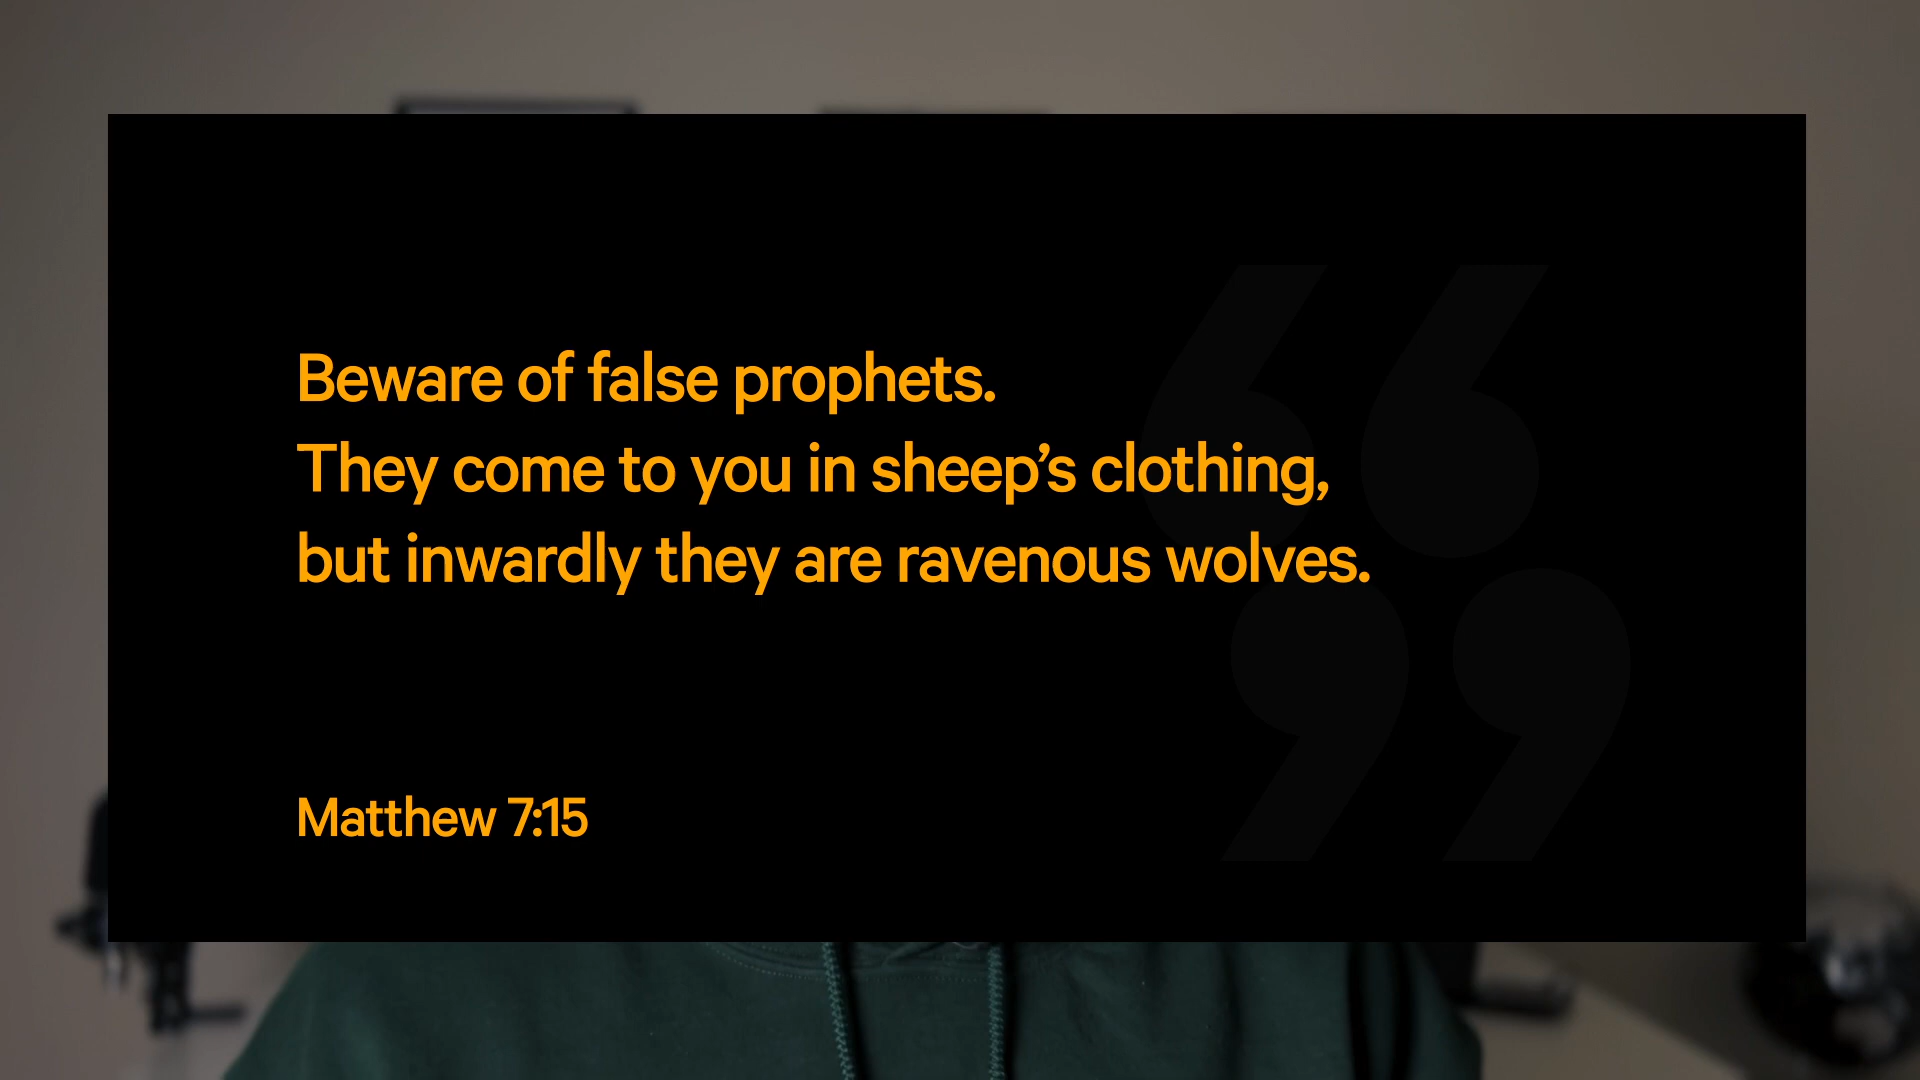 Beware of false prophets.
They come to you in sheep’s clothing,
but inwardly they are ravenous wolves.
Matthew 7:15